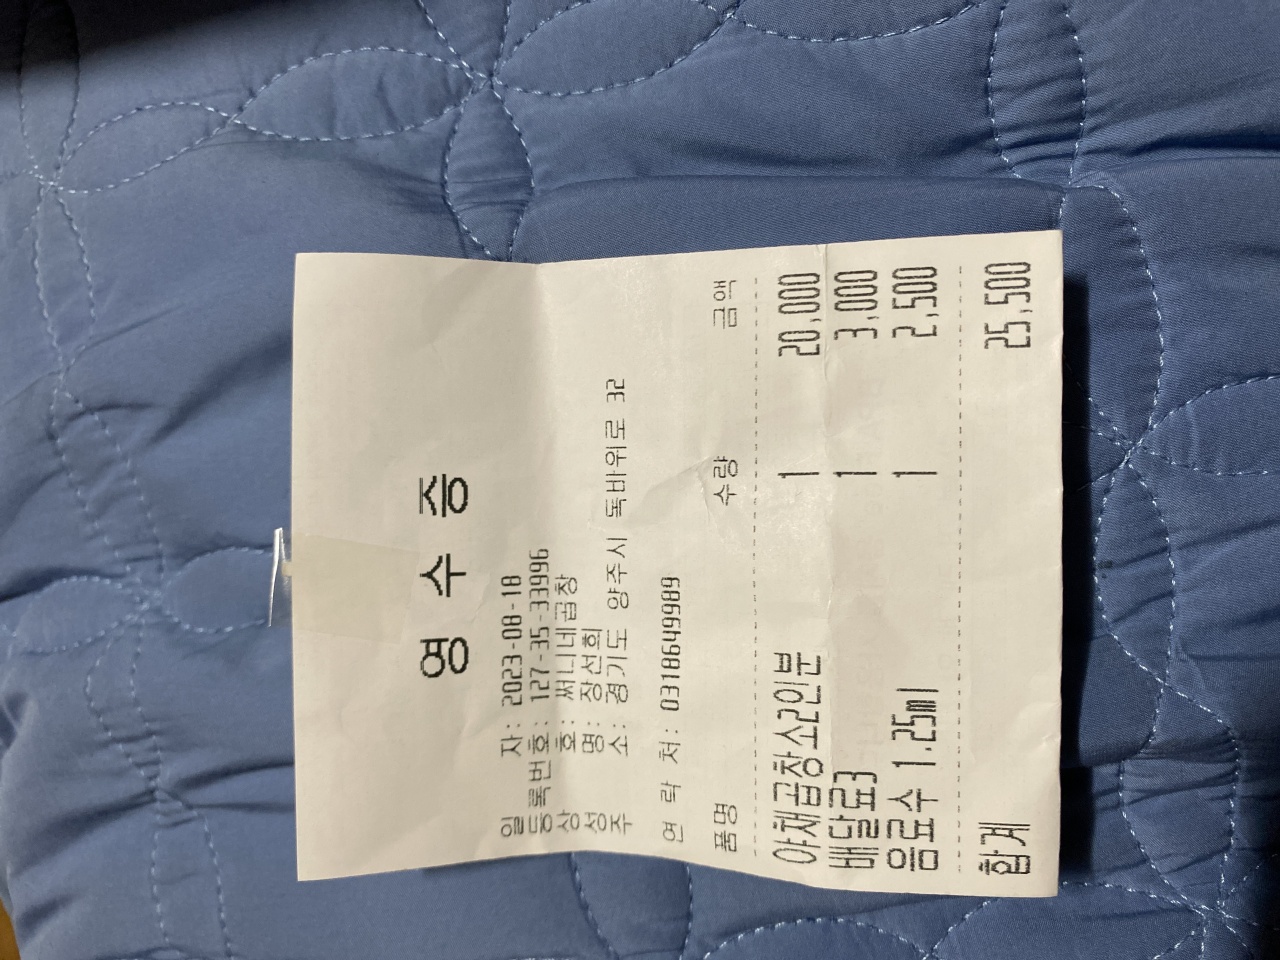 영 수 증
일 자: 2023-08-18
등록번호: 127-35-33996
상 호: 써니네곱창
성 명: 장선희
주 소: 경기도 양주시 독바위로 32
연 락 처: 0318649989
품명 수량 금액
야채곱창소2인분 1 20,000
배달료3 1 3,000
음료수 1.25ml 1 2,500
합계 25,500